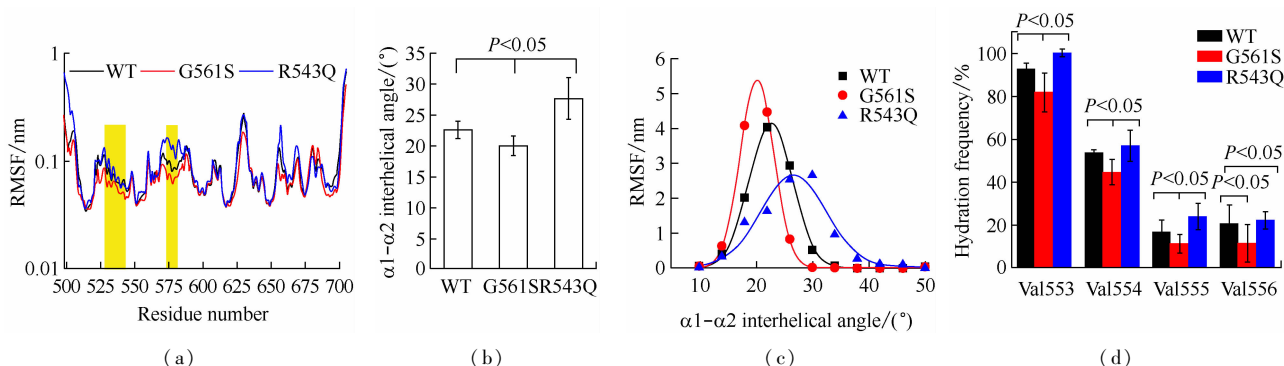 1
0.1
0.01
RMSF/nm
WT
G561S
R543Q
500 525 550 575 600 625 650 675 700
Residue number
(a)
P<0.05
35
30
25
20
15
10
5
0
α1-α2 interhelical angle/(°)
WT G561SR543Q
(b)
6
5
4
3
2
1
0
RMSF/nm
WT
G561S
R543Q
10 20 30 40 50
α1-α2 interhelical angle/(°)
(c)
100
80
60
40
20
0
Hydration frequency/%
P<0.05
P<0.05
P<0.05
P<0.05
P<0.05
WT
G561S
R543Q
Val553 Val554 Val555 Val556
(d)